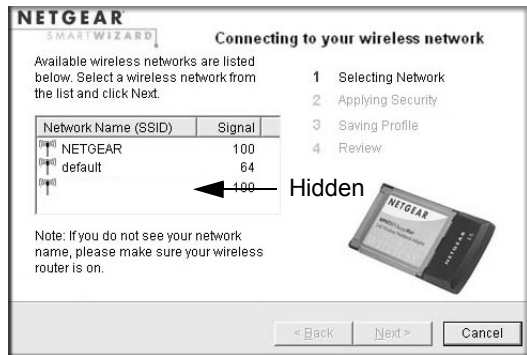 NETGEAR
SMARTWIZARD
Connecting to your wireless network
Available wireless networks are listed
below. Select a wireless network from
the list and click Next.
Network Name (SSID) Signal
NETGEAR 100
default 64
100
Hidden
Note: If you do not see your network
name, please make sure your wireless
router is on.
1 Selecting Network
2 Applying Security
3 Saving Profile
4 Review
NETGEAR
NETGEAR
< Back
Next >
Cancel